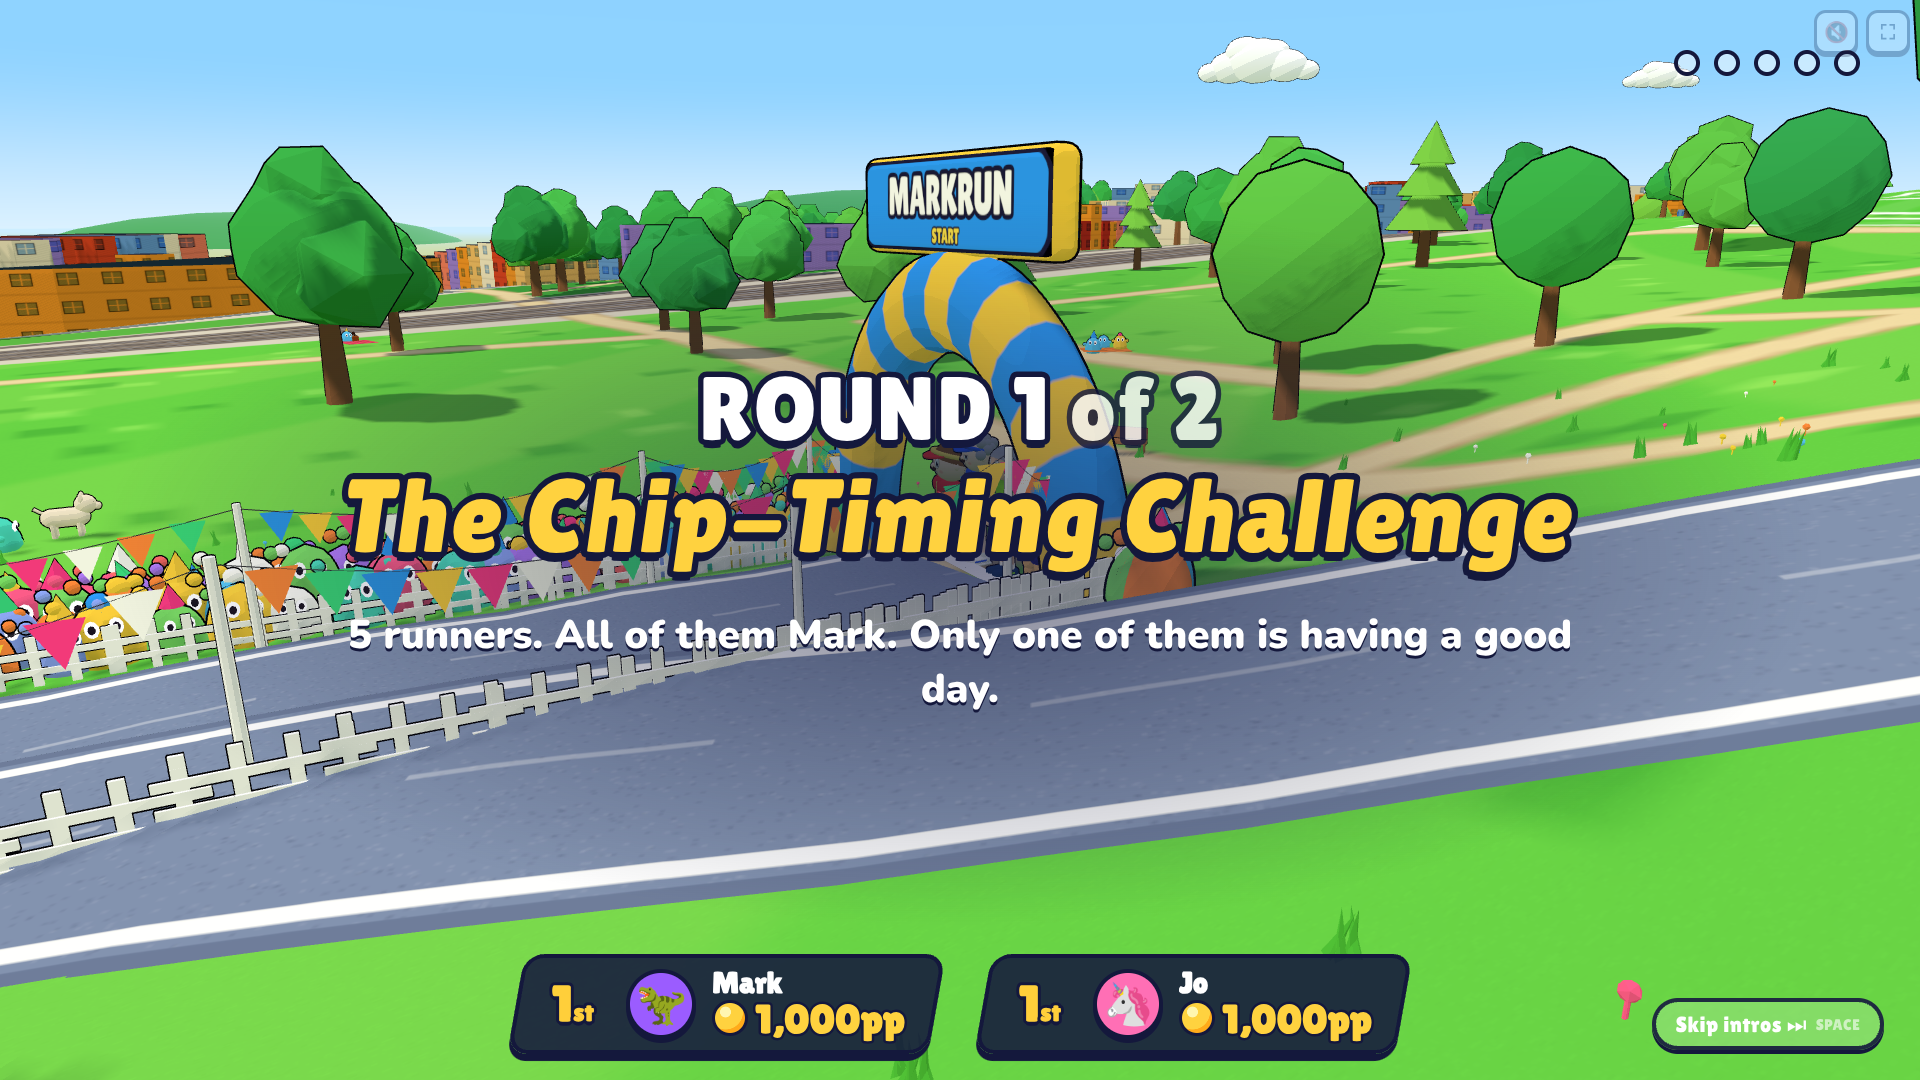 MARKRUN
START
ROUND 1 of 2
The Chip-Timing Challenge
5 runners. All of them Mark. Only one of them is having a good
day.
1st
Mark
1,000pp
1st
Jo
1,000pp
Skip intros SPACE